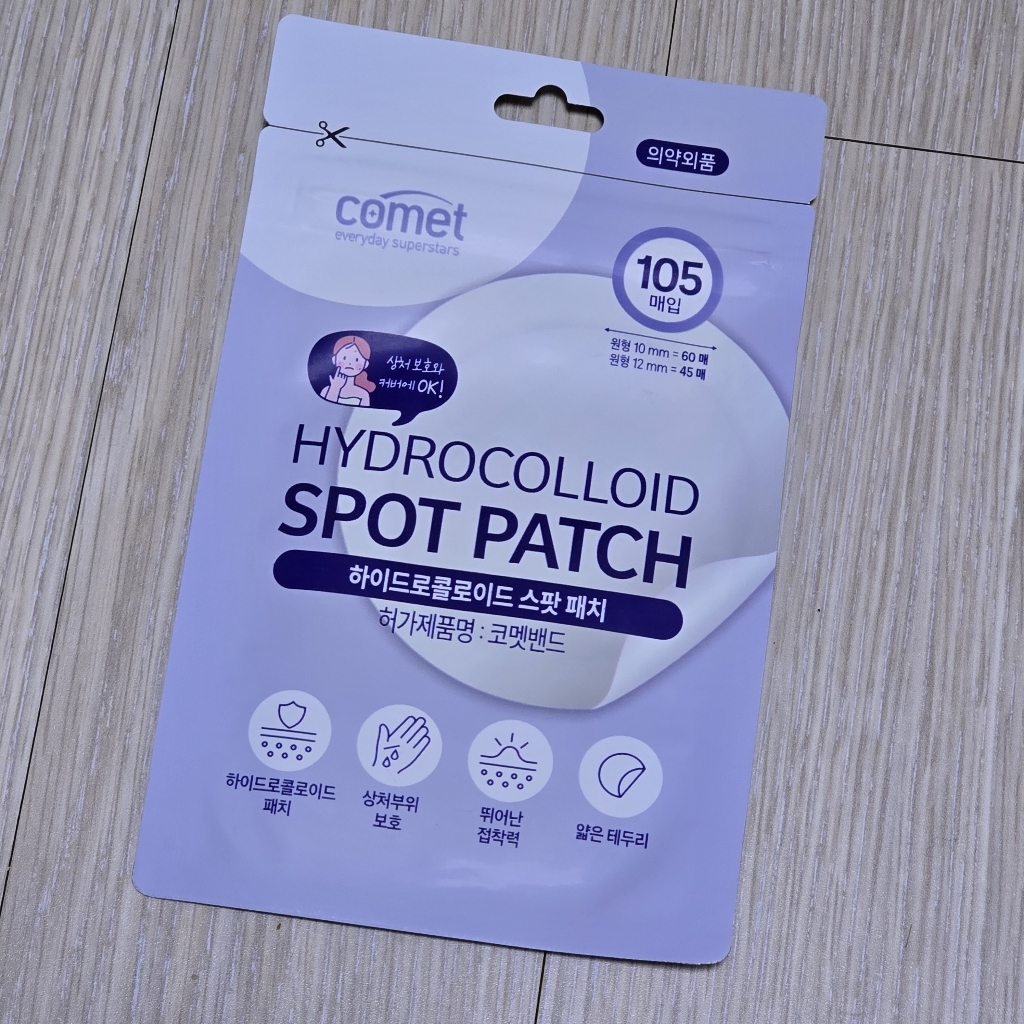 의약외품
comet
everyday superstars
105
매입
원형 10 mm = 60 매
원형 12 mm = 45 매
상처 보호와
커버에 OK!
HYDROCOLLOID
SPOT PATCH
하이드로콜로이드 스팟 패치
허가제품명 : 코멧밴드
하이드로콜로이드
패치
상처부위
보호
뛰어난
접착력
얇은 테두리